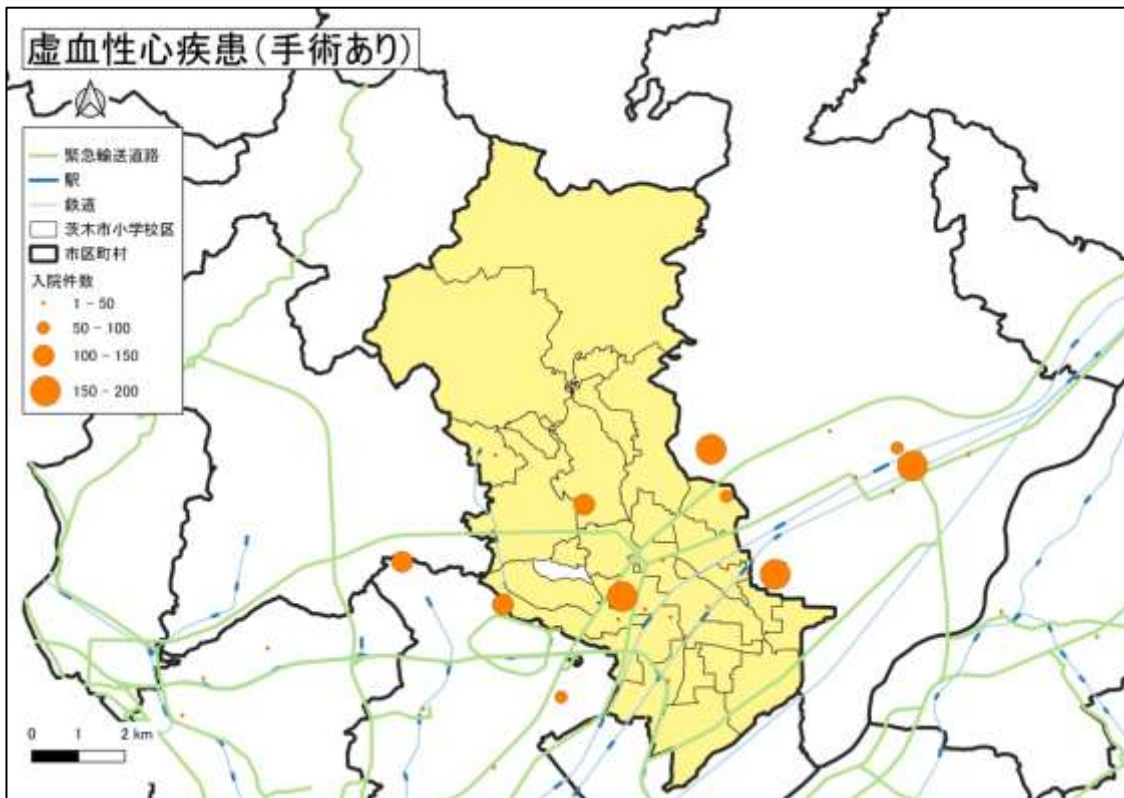 虚血性心疾患(手術あり)
緊急輸送道路
駅
鉄道
茨木市小学校区
市区町村
入院件数
1 - 50
50 - 100
100 - 150
150 - 200
0 1 2 km